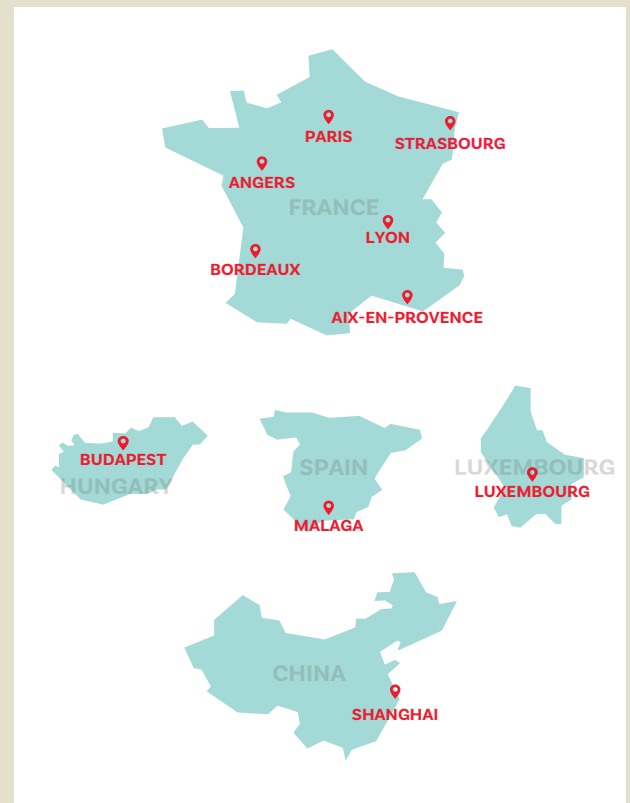 PARIS
STRASBOURG
ANGERS
FRANCE
LYON
BORDEAUX
AIX-EN-PROVENCE
BUDAPEST
HUNGARY
SPAIN
MALAGA
LUXEMBOURG
LUXEMBOURG
CHINA
SHANGHAI